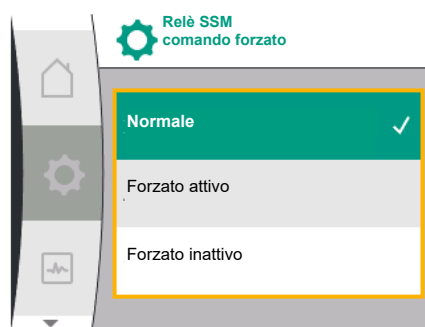 Relè SSM
comando forzato
Normale
Forzato attivo
Forzato inattivo